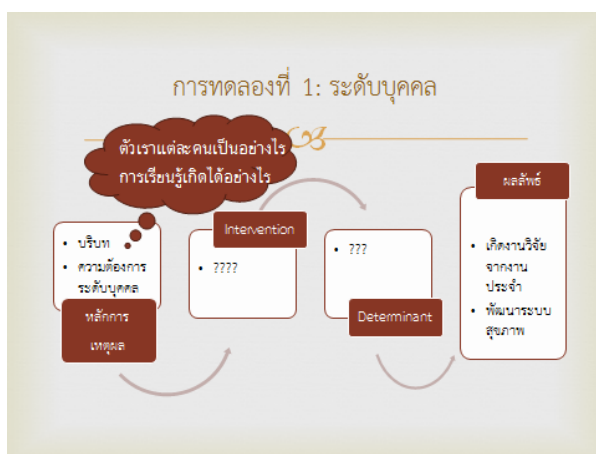 การทดลองที่ 1: ระดับบุคคล
ตัวเราแต่ละคนเป็นอย่างไร
การเรียนรู้เกิดได้อย่างไร
• บริบท
• ความต้องการ
ระดับบุคคล
หลักการ
เหตุผล
Intervention
• ????
• ???
Determinant
ผลลัพธ์
• เกิดงานวิจัย
จากงาน
ประจำ
• พัฒนาระบบ
สุขภาพ